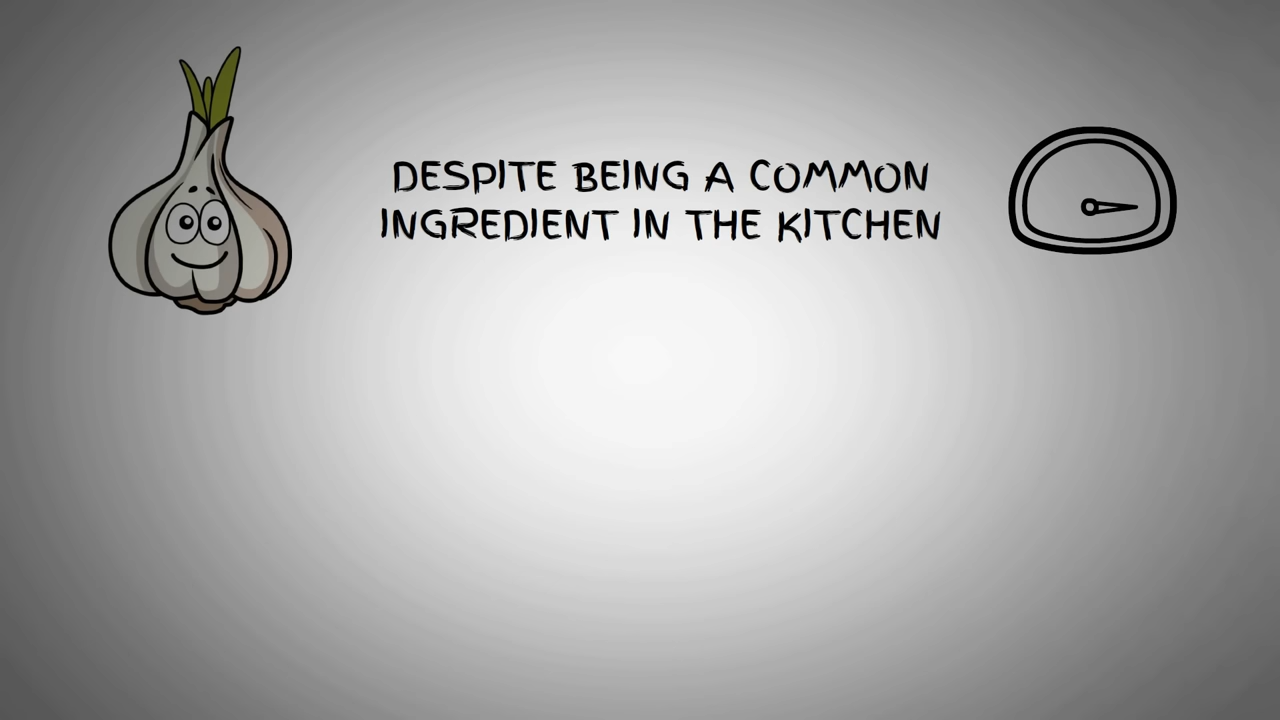 DESPITE BEING A COMMON
INGREDIENT IN THE KITCHEN